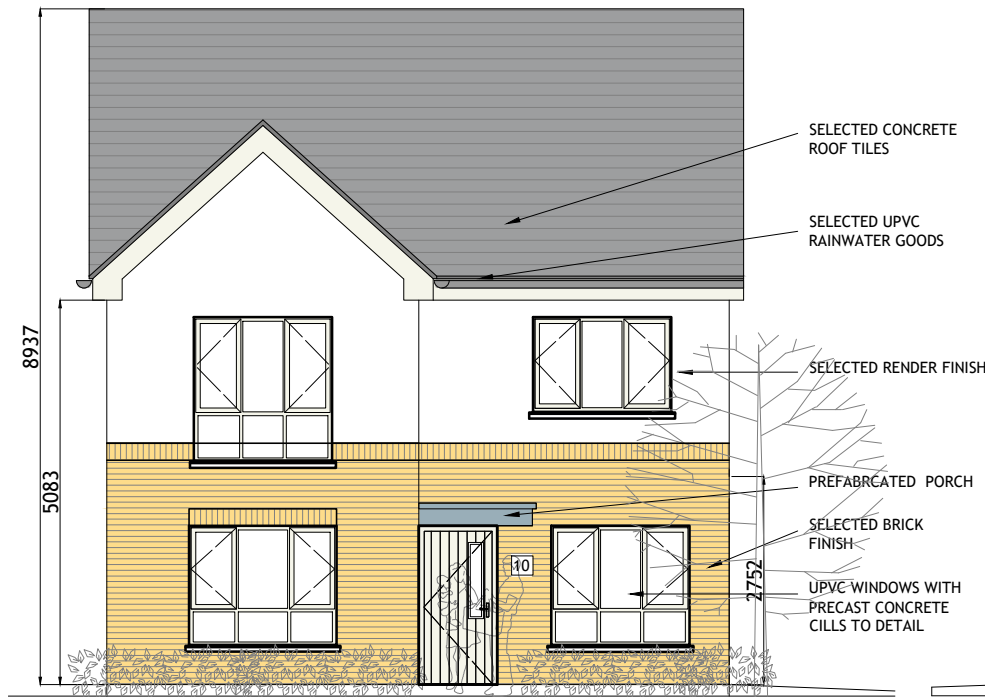 SELECTED CONCRETE
ROOF TILES
SELECTED UPVC
RAINWATER GOODS
8937
SELECTED RENDER FINISH
5083
PREFABRCATED PORCH
SELECTED BRICK
FINISH
10
2752
UPVC WINDOWS WITH
PRECAST CONCRETE
CILLS TO DETAIL